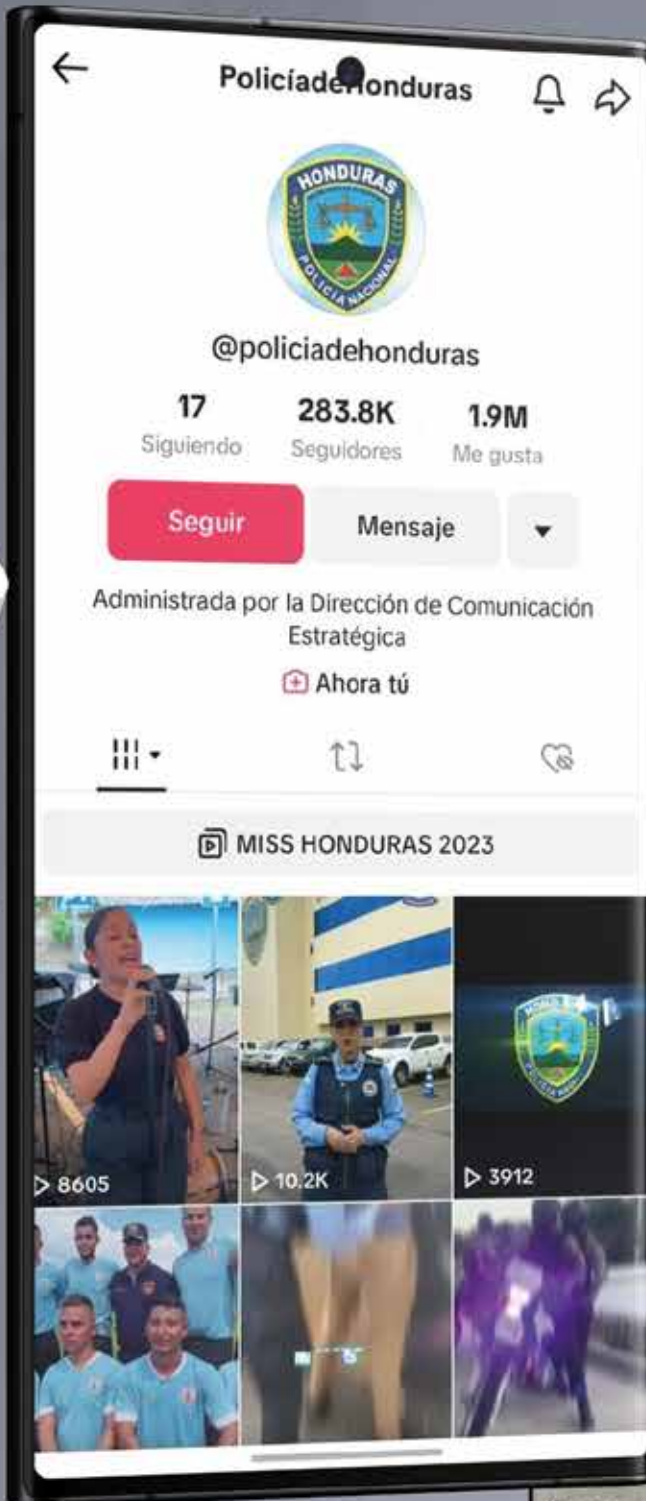 PolicíadeHonduras
HONDURAS
POLICIA NACIONAL
@policiadehonduras
17 283.8K 1.9M
Siguiendo Seguidores Me gusta
Seguir Mensaje
Administrada por la Dirección de Comunicación
Estratégica
Ahora tú
MISS HONDURAS 2023
8605 10.2K 3912